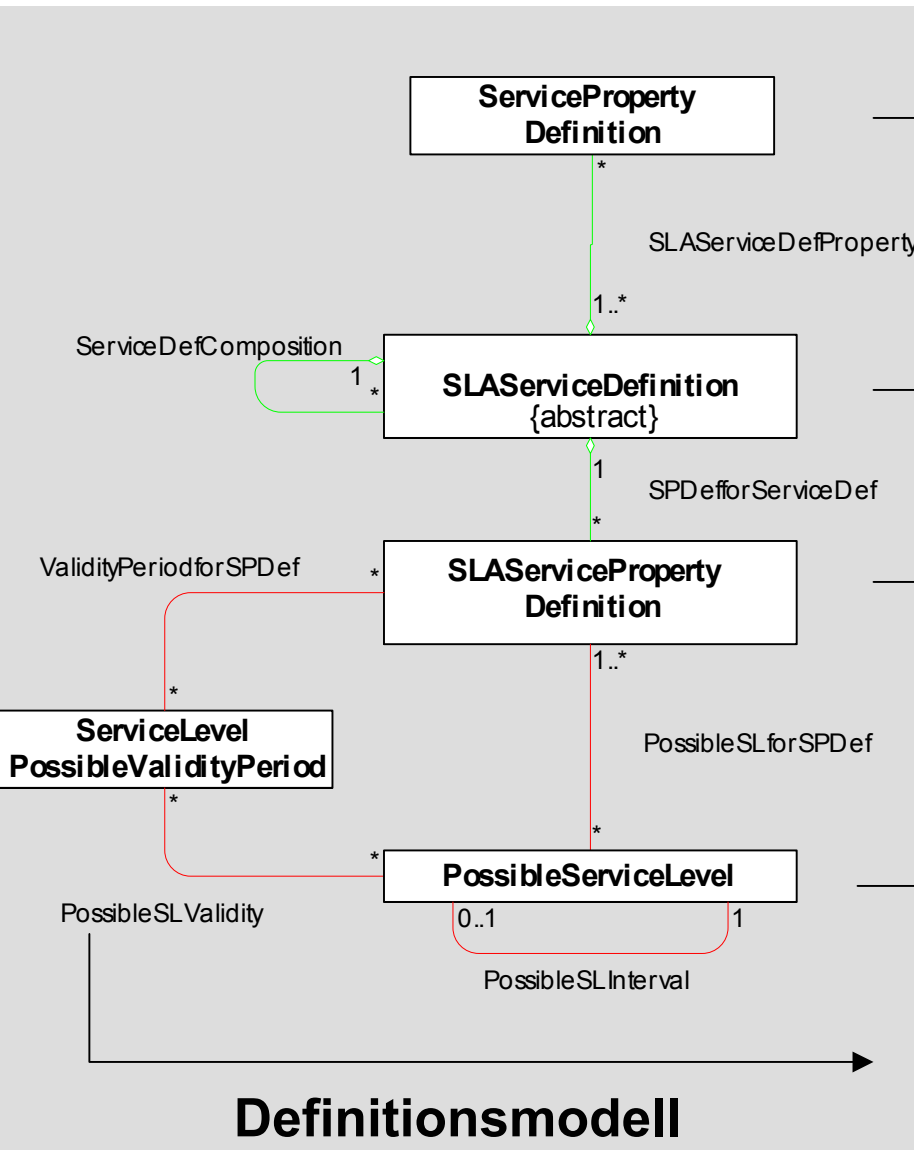 ServiceProperty
Definition
*
SLAServiceDefProperty
1..*
ServiceDefComposition
1
*
SLAServiceDefinition
{abstract}
1
SPDefforServiceDef
*
ValidityPeriodforSPDef
*
SLAServiceProperty
Definition
1..*
*
ServiceLevel
PossibleValidityPeriod
PossibleSLforSPDef
*
*
*
PossibleServiceLevel
PossibleSLValidity
0..1
1
PossibleSLInterval
Definitionsmodell